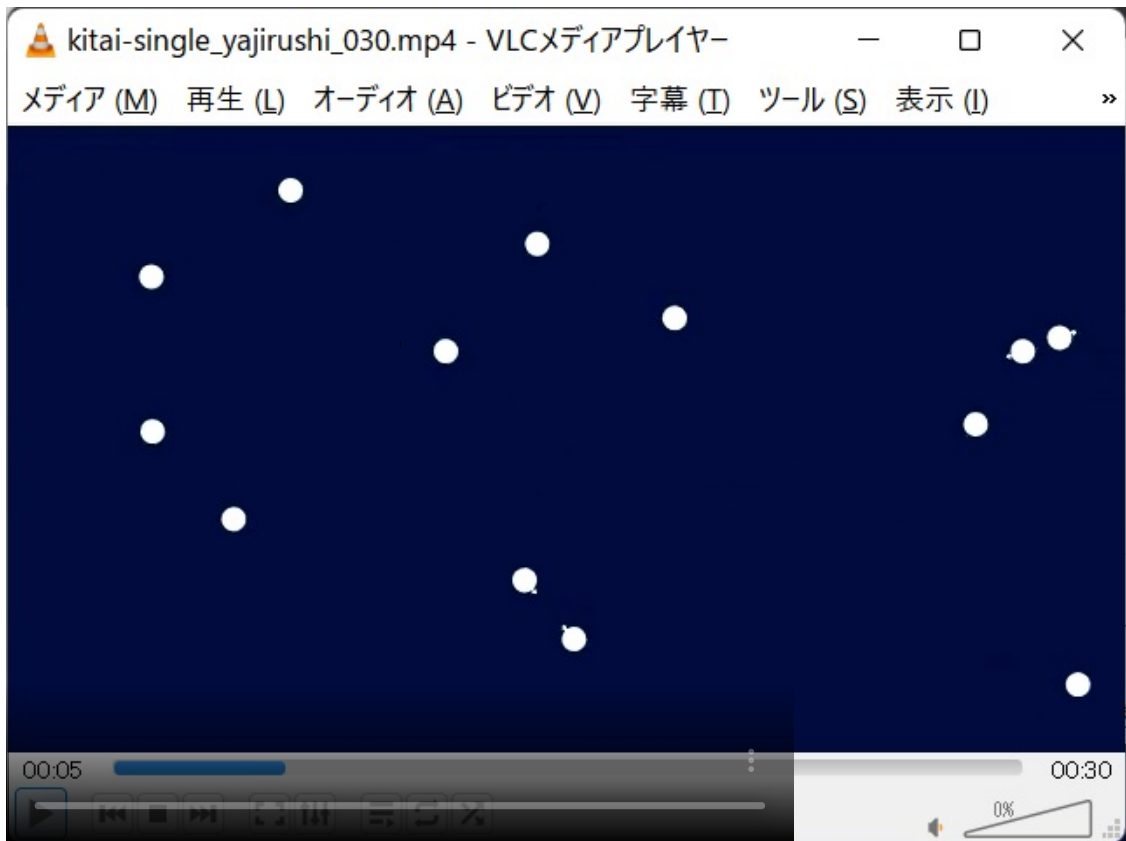 kitai-single_yajirushi_030.mp4 - VLCメディアプレイヤー
メディア (M) 再生 (L) オーディオ (A) ビデオ (V) 字幕 (T) ツール (S) 表示 (I) »
00:05 00:30
0%